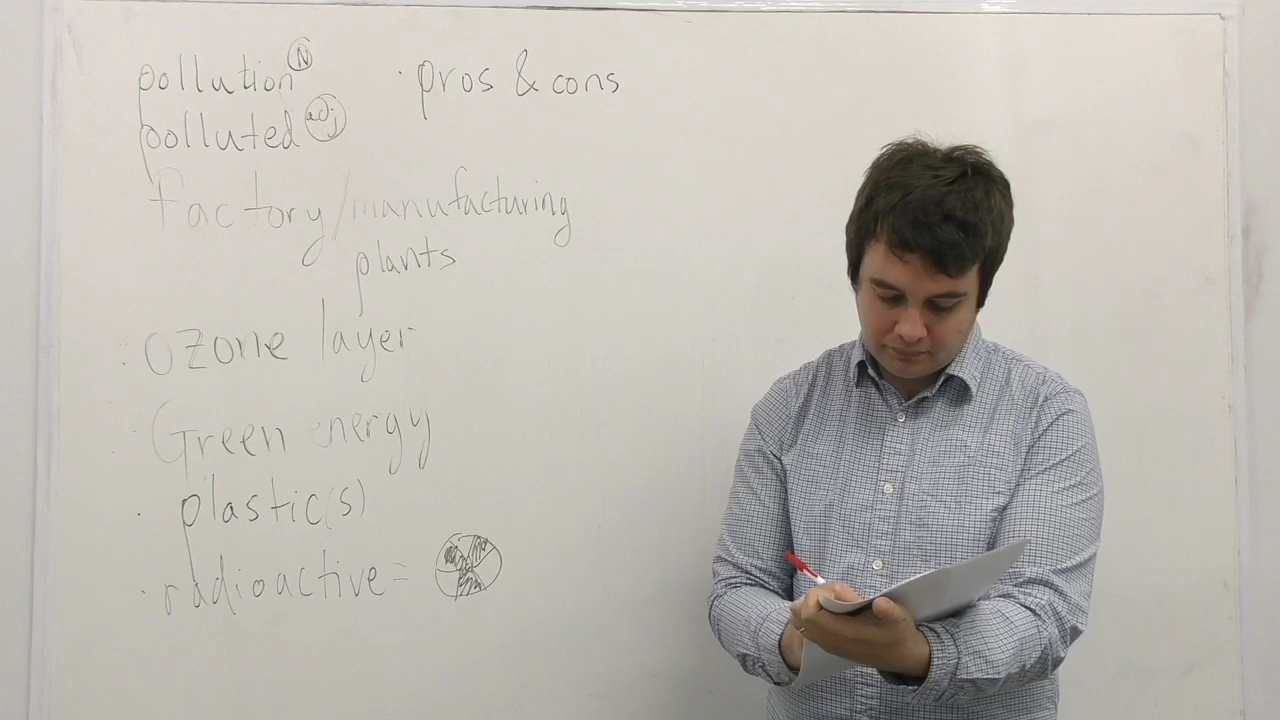 pollution N
polluted adj
factory/manufacturing
plants
· Ozone layer
· Green energy
· plastic(s)
· radioactive =
· pros & cons